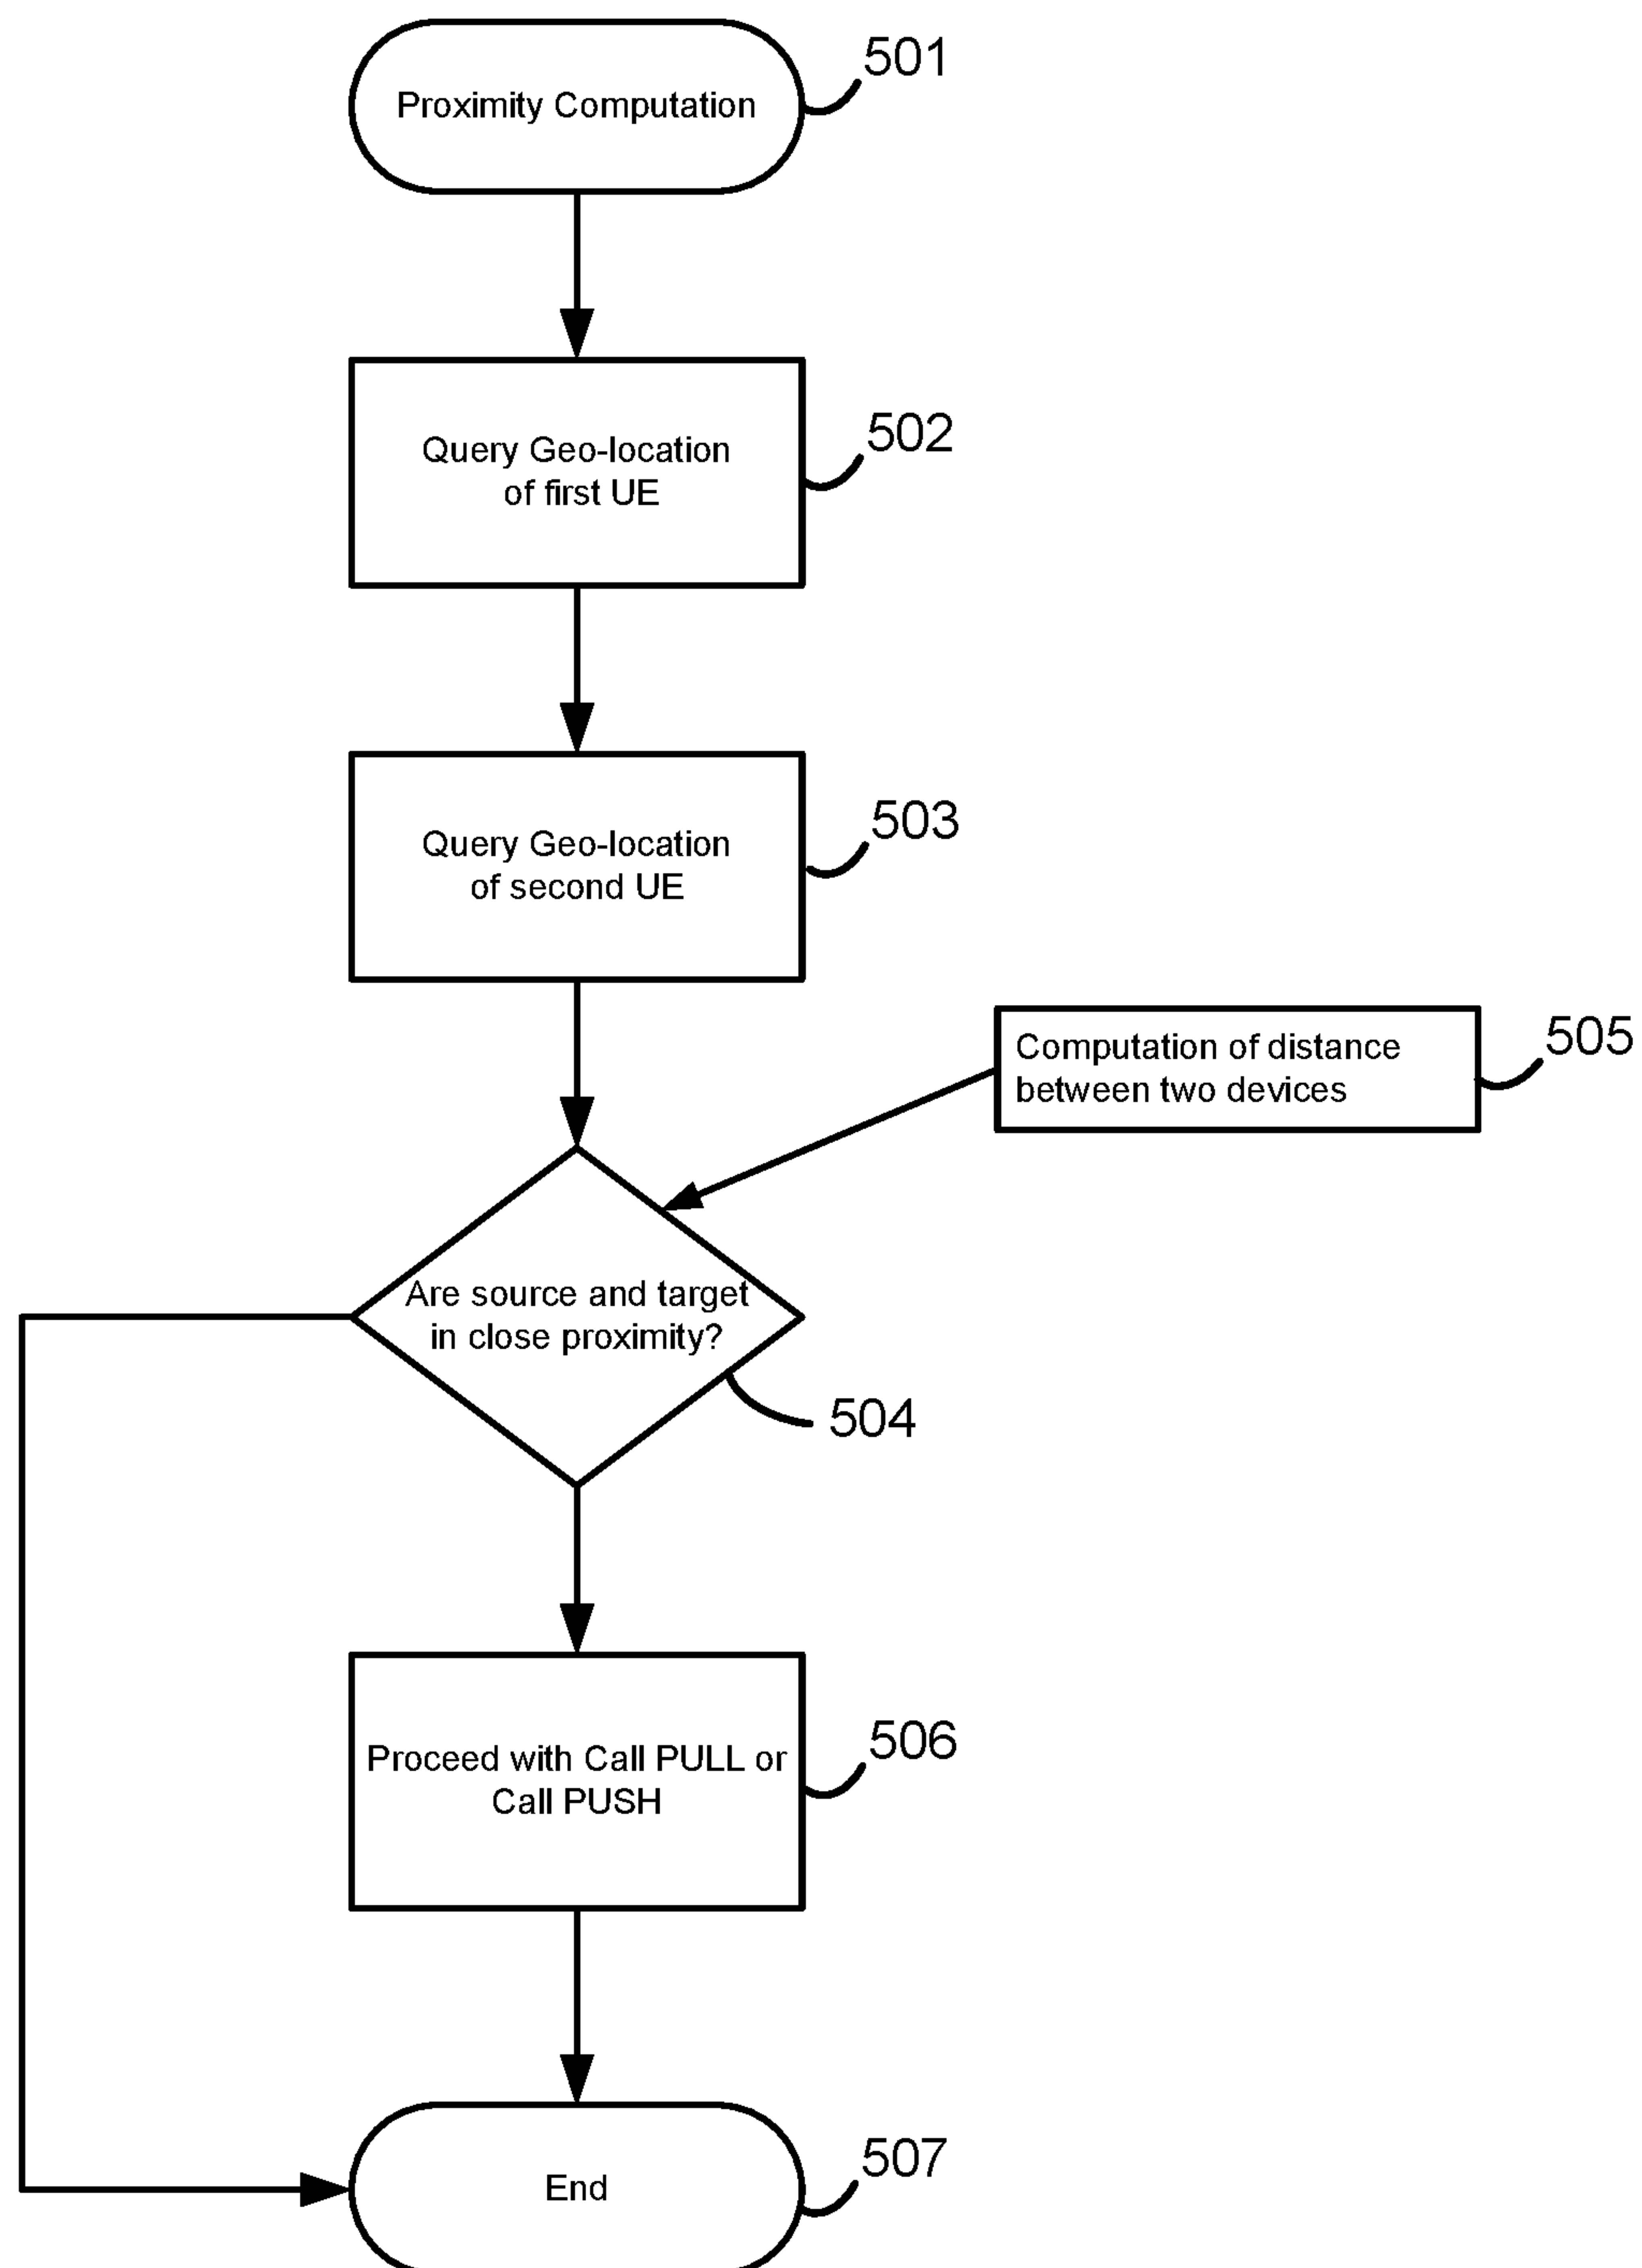 Proximity Computation
501
Query Geo-location
of first UE
502
Query Geo-location
of second UE
503
Computation of distance
between two devices
505
Are source and target
in close proximity?
504
Proceed with Call PULL or
Call PUSH
506
End
507